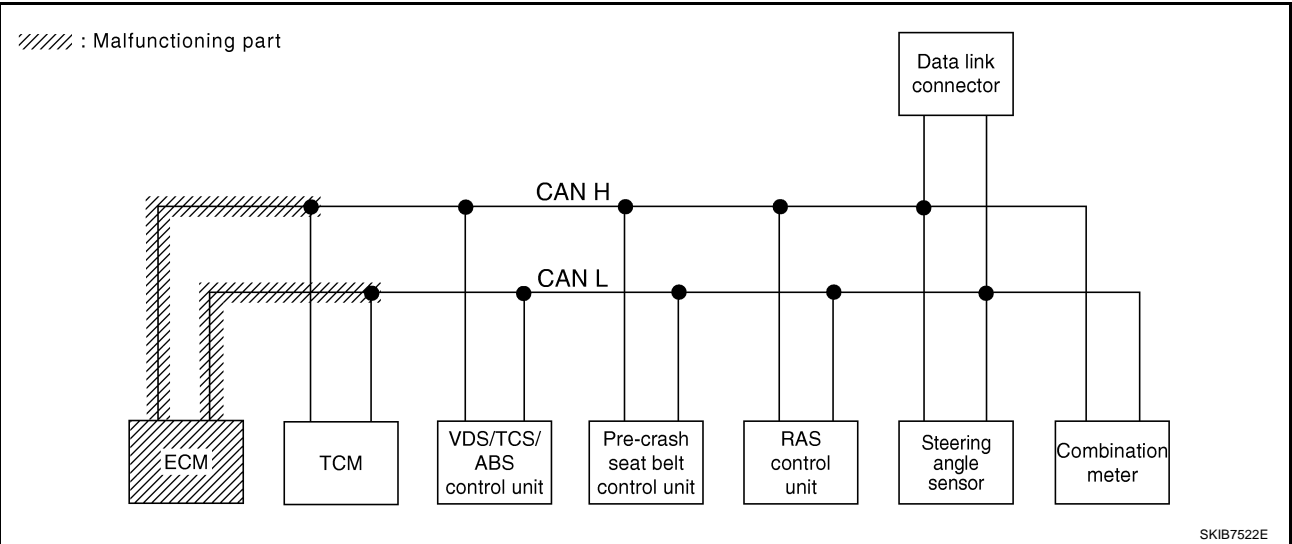 : Malfunctioning part
Data link
connector
CAN H
CAN L
ECM
TCM
VDS/TCS/
ABS
control unit
Pre-crash
seat belt
control unit
RAS
control
unit
Steering
angle
sensor
Combination
meter
SKIB7522E